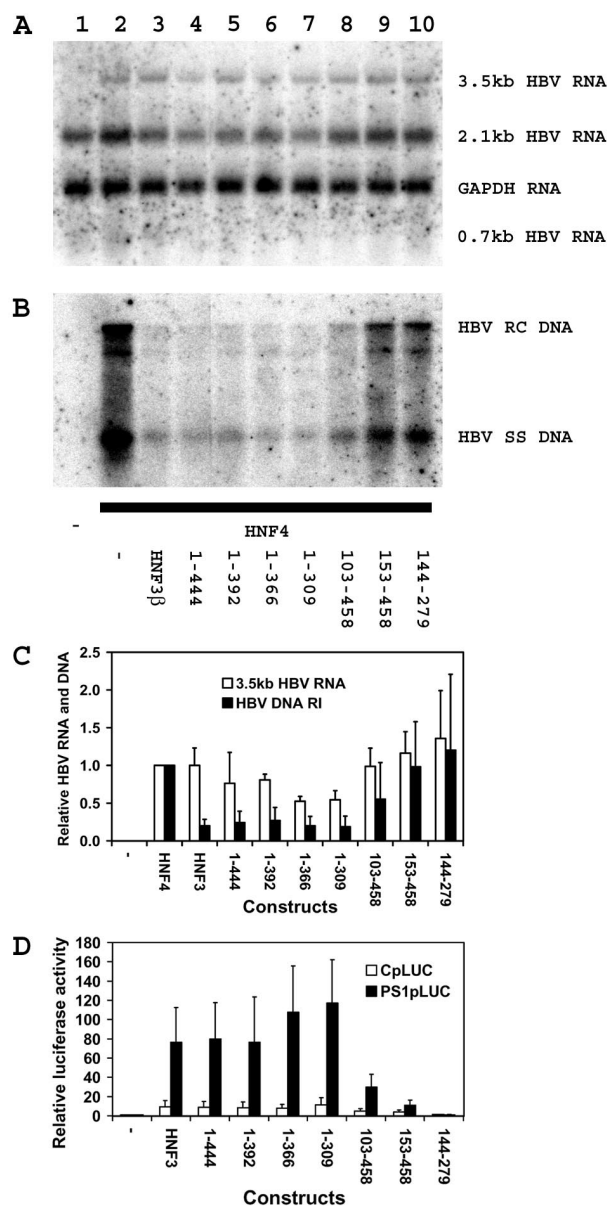 A 1 2 3 4 5 6 7 8 9 10
3.5kb HBV RNA
2.1kb HBV RNA
GAPDH RNA
0.7kb HBV RNA
B
HBV RC DNA
HBV SS DNA
HNF4
- - HNF3β 1-444 1-392 1-366 1-309 103-458 153-458 144-279
C
Relative HBV RNA and DNA
2.5
2.0
1.5
1.0
0.5
0.0
3.5kb HBV RNA
HBV DNA RI
- HNF4 HNF3 1-444 1-392 1-366 1-309 103-458 153-458 144-279
Constructs
D
Relative luciferase activity
180
160
140
120
100
80
60
40
20
0
CpLUC
PS1pLUC
- HNF3 1-444 1-392 1-366 1-309 103-458 153-458 144-279
Constructs